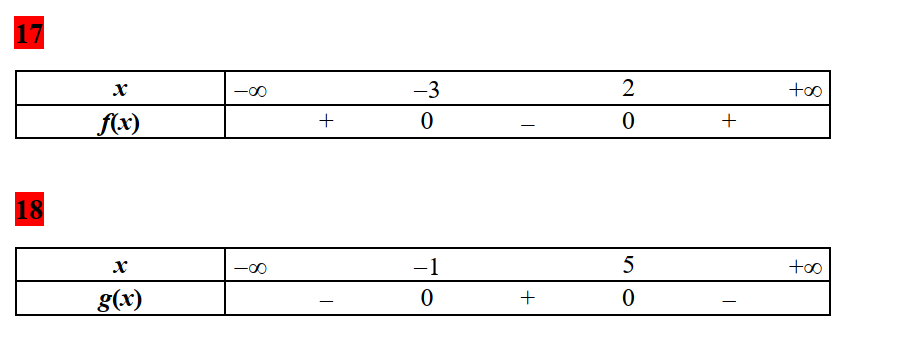 17
x –∞ –3 2 +∞
f(x) + 0 – 0 +
18
x –∞ –1 5 +∞
g(x) – 0 + 0 –